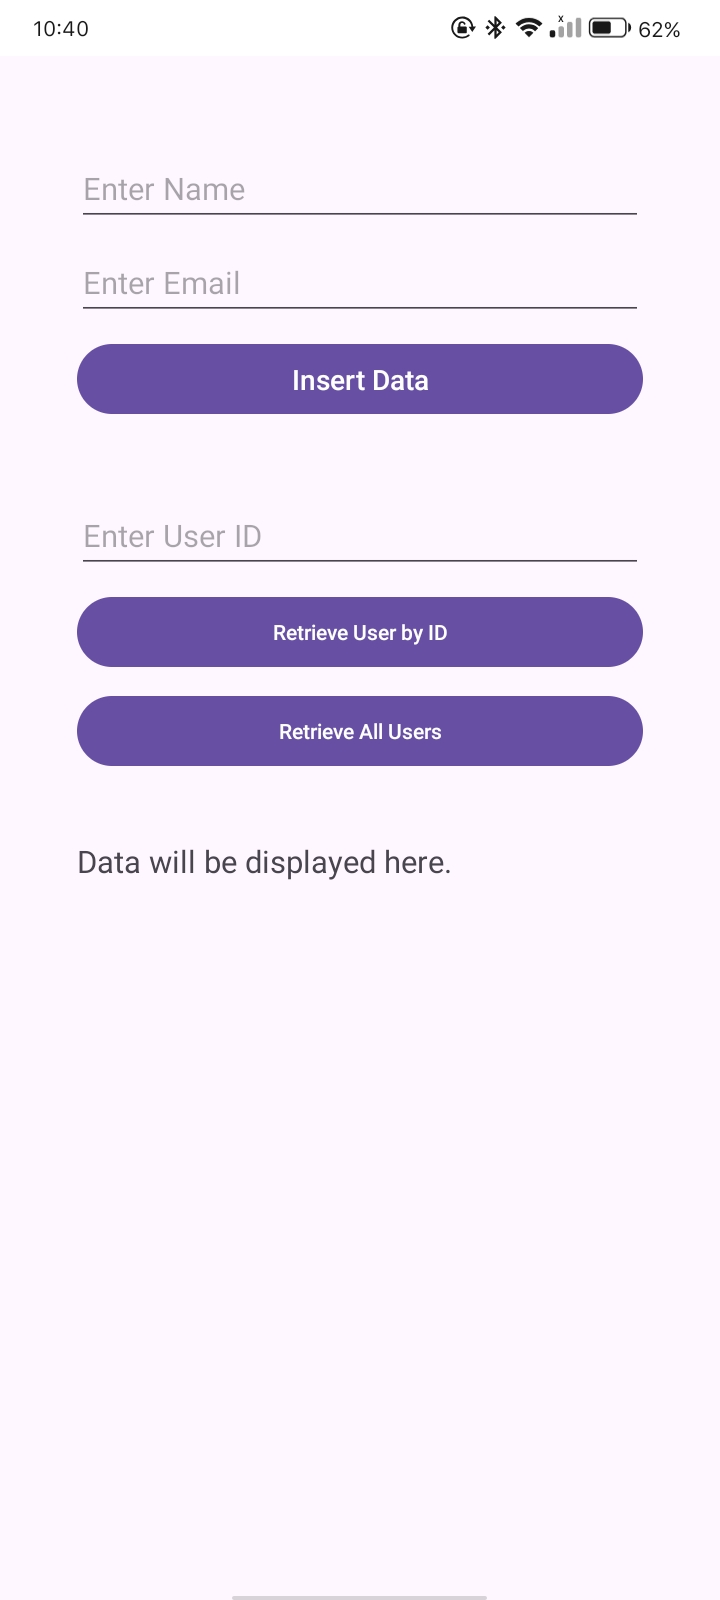 10:40
62%
Enter Name
Enter Email
Insert Data
Enter User ID
Retrieve User by ID
Retrieve All Users
Data will be displayed here.